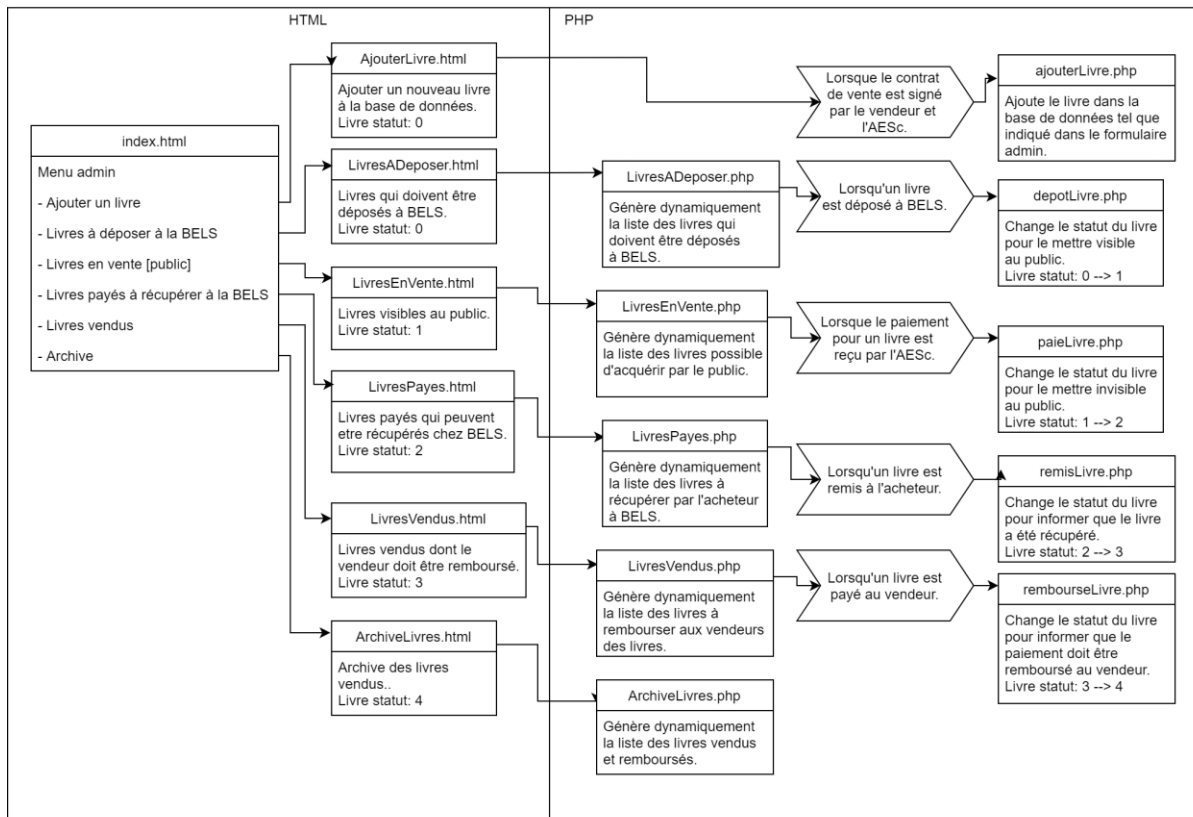 HTML
PHP
index.html
Menu admin
- Ajouter un livre
- Livres à déposer à la BELS
- Livres en vente [public]
- Livres payés à récupérer à la BELS
- Livres vendus
- Archive
AjouterLivre.html
Ajouter un nouveau livre
à la base de données.
Livre statut: 0
LivresADeposer.html
Livres qui doivent être
déposés à BELS.
Livre statut: 0
LivresEnVente.html
Livres visibles au public.
Livre statut: 1
LivresPayes.html
Livres payés qui peuvent
etre récupérés chez BELS.
Livre statut: 2
LivresVendus.html
Livres vendus dont le
vendeur doit être remboursé.
Livre statut: 3
ArchiveLivres.html
Archive des livres
vendus..
Livre statut: 4
LivresADeposer.php
Génère dynamiquement
la liste des livres qui
doivent être déposés
à BELS.
LivresEnVente.php
Génère dynamiquement
la liste des livres possible
d'acquérir par le public.
LivresPayes.php
Génère dynamiquement
la liste des livres à
récupérer par l'acheteur
à BELS.
LivresVendus.php
Génère dynamiquement
la liste des livres à
rembourser aux vendeurs
des livres.
ArchiveLivres.php
Génère dynamiquement
la liste des livres vendus
et remboursés.
Lorsque le contrat
de vente est signé
par le vendeur et
l'AESc.
Lorsqu'un livre
est déposé à BELS.
Lorsque le paiement
pour un livre est
reçu par l'AESc.
Lorsqu'un livre est
remis à l'acheteur.
Lorsqu'un livre est
payé au vendeur.
ajouterLivre.php
Ajoute le livre dans la
base de données tel que
indiqué dans le formulaire
admin.
depotLivre.php
Change le statut du livre
pour le mettre visible
au public.
Livre statut: 0 --> 1
paieLivre.php
Change le statut du livre
pour le mettre invisible
au public.
Livre statut: 1 --> 2
remisLivre.php
Change le statut du livre
pour informer que le livre
a été récupéré.
Livre statut: 2 --> 3
rembourseLivre.php
Change le statut du livre
pour informer que le
paiement doit être
remboursé au vendeur.
Livre statut: 3 --> 4